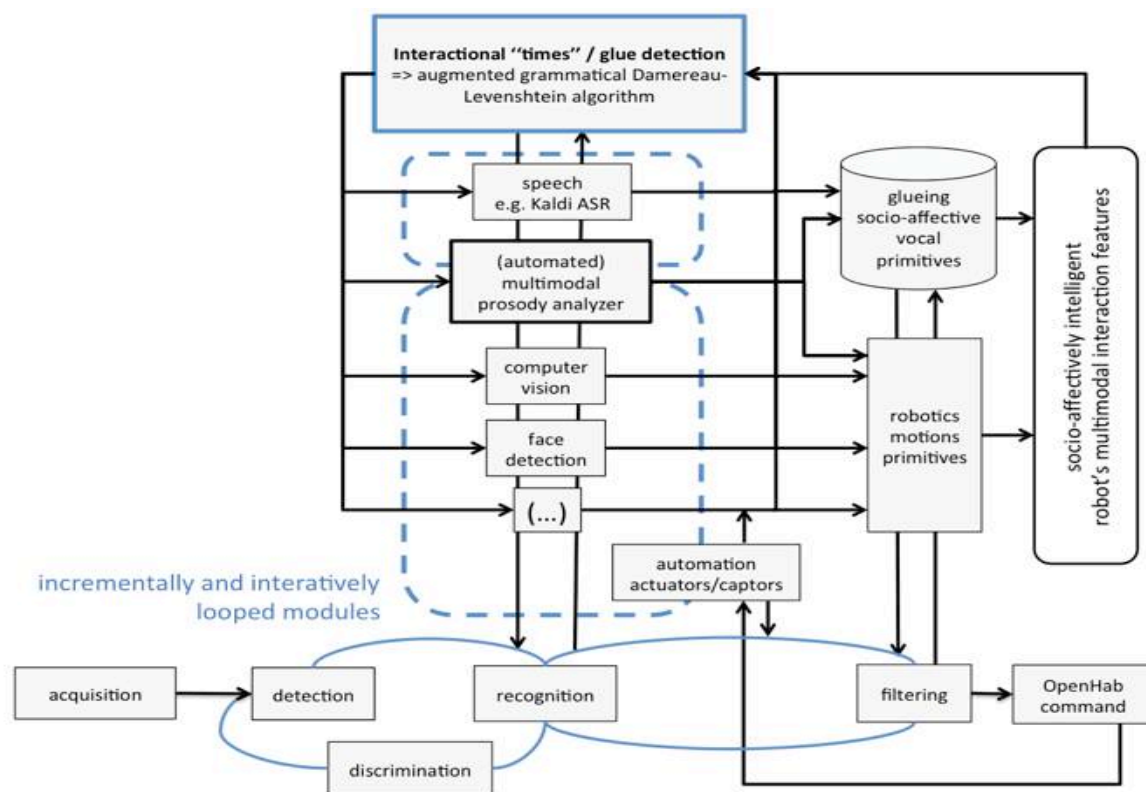 Interactional “times” / glue detection
=> augmented grammatical Damereau-
Levenshtein algorithm
speech
e.g. Kaldi ASR
glueing
socio-affective
vocal
primitives
(automated)
multimodal
prosody analyzer
socio-affectively intelligent
robot's multimodal interaction features
computer
vision
robotics
motions
primitives
face
detection
(...)
automation
actuators/captors
incrementally and interatively
looped modules
acquisition
detection
recognition
filtering
OpenHab
command
discrimination